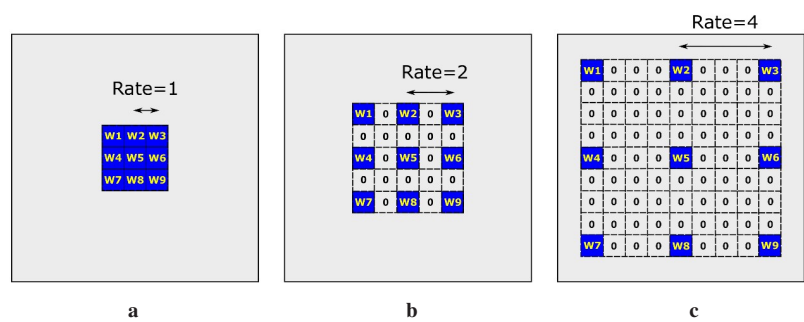 Rate=1
W1 W2 W3
W4 W5 W6
W7 W8 W9
a
Rate=2
W1 0 W2 0 W3
0 0 0 0 0
W4 0 W5 0 W6
0 0 0 0 0
W7 0 W8 0 W9
b
Rate=4
W1 0 0 0 W2 0 0 0 W3
0 0 0 0 0 0 0 0 0
0 0 0 0 0 0 0 0 0
0 0 0 0 0 0 0 0 0
W4 0 0 0 W5 0 0 0 W6
0 0 0 0 0 0 0 0 0
0 0 0 0 0 0 0 0 0
0 0 0 0 0 0 0 0 0
W7 0 0 0 W8 0 0 0 W9
c